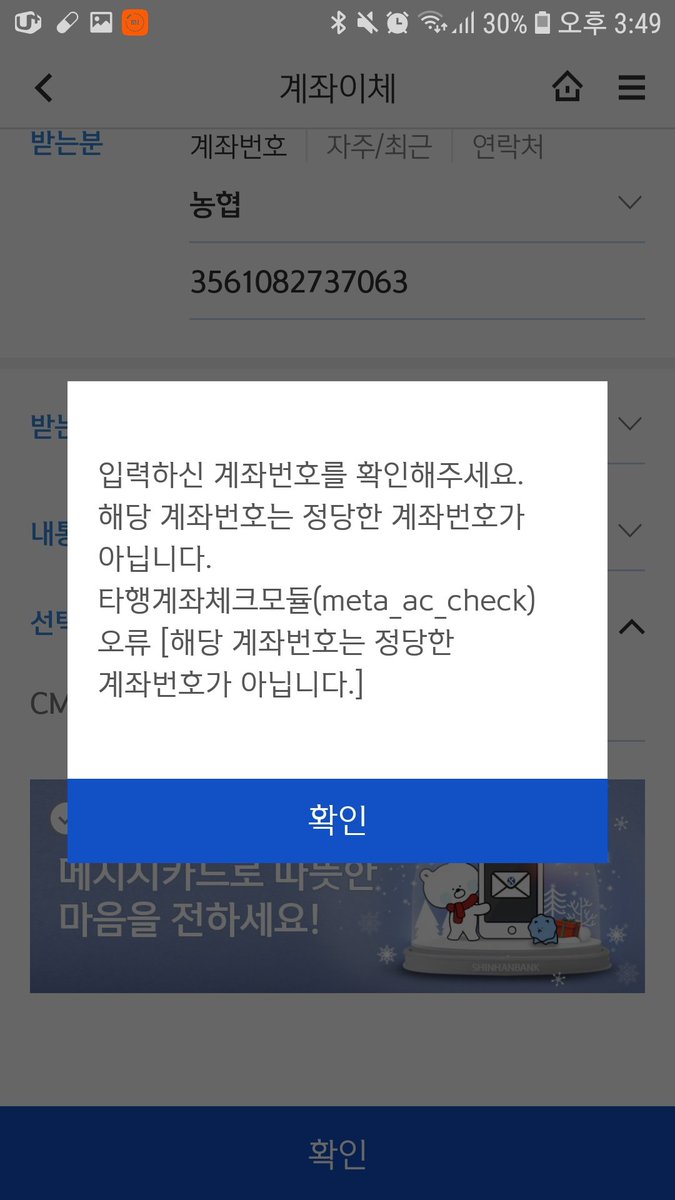 30% 오후 3:49
계좌이체
받는분
계좌번호 자주/최근 연락처
농협
3561082737063
받는
입력하신 계좌번호를 확인해주세요.
해당 계좌번호는 정당한 계좌번호가
아닙니다.
타행계좌체크모듈(meta_ac_check)
오류 [해당 계좌번호는 정당한
계좌번호가 아닙니다.]
내통
선택
CM
확인
메시지카드로 따뜻한
마음을 전하세요!
SHINHANBANK
확인